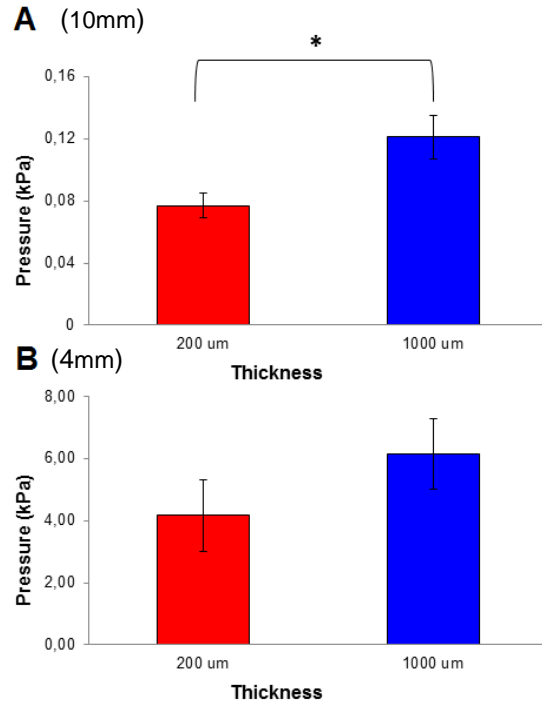 A (10mm)
*
0,16
0,12
0,08
0,04
0
Pressure (kPa)
200 um 1000 um
Thickness
B (4mm)
8,00
6,00
4,00
2,00
0,00
Pressure (kPa)
200 um 1000 um
Thickness